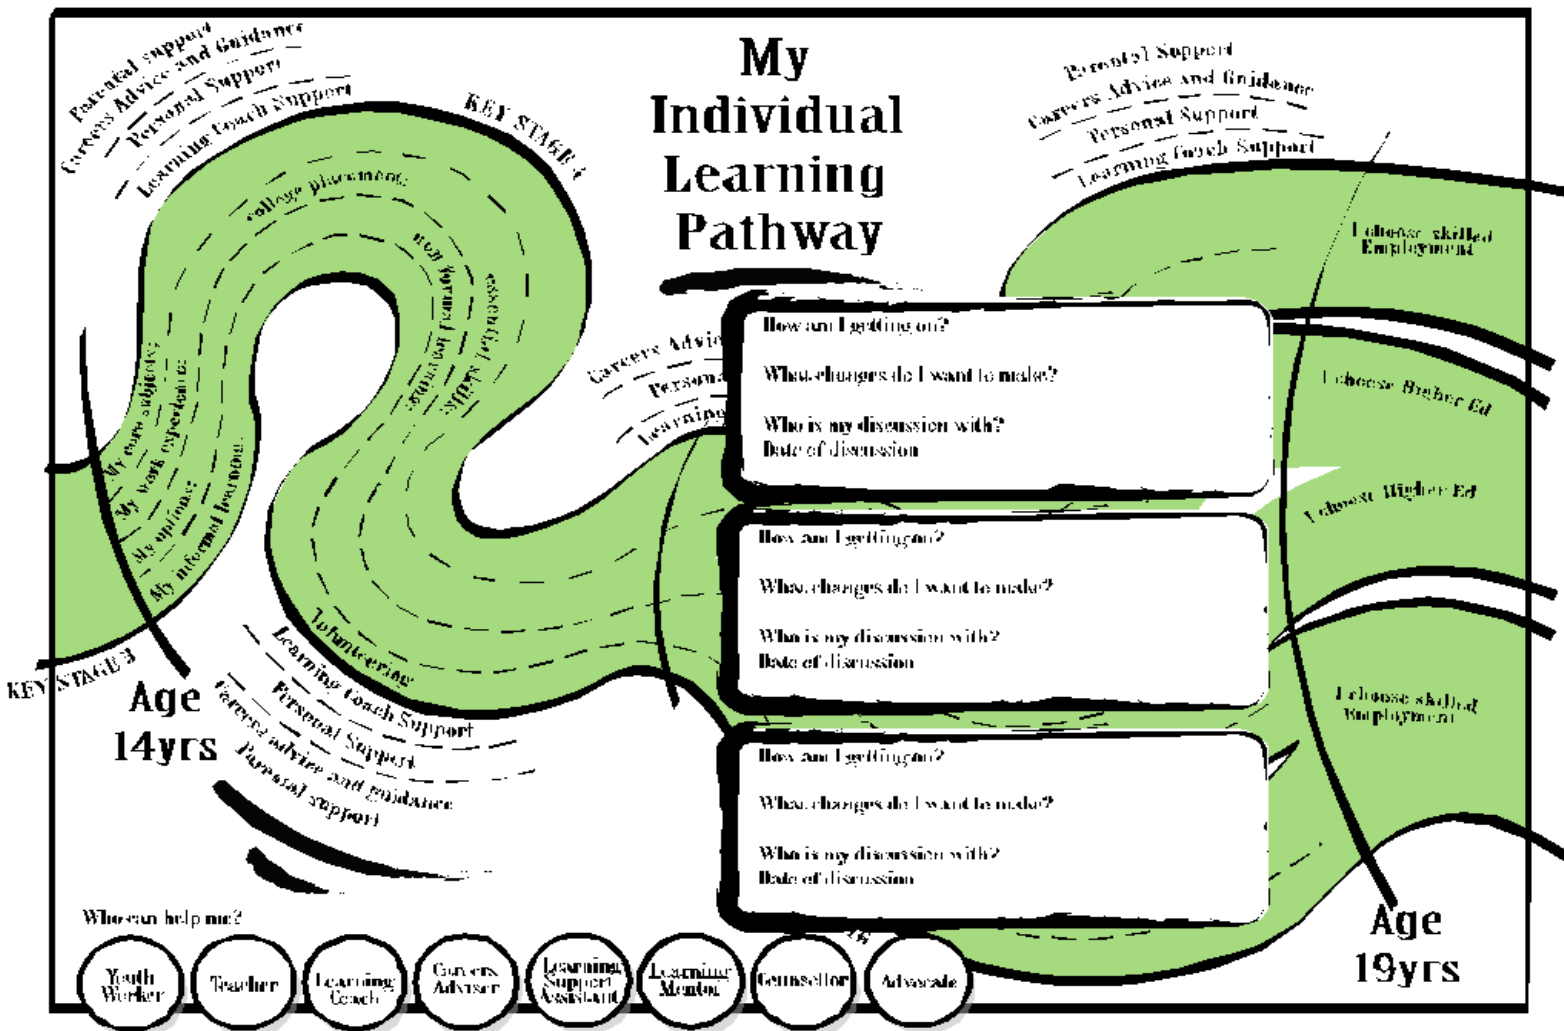 My
Individual
Learning
Pathway
Parental support
Careers Advice and Guidance
Personal Support
Learning Coach Support
KEY STAGE 4
college placement:
non formal learning:
essential skills:
My core subjects:
My work experience:
My options:
My informal learning:
KEY STAGE 3
Age
14yrs
Volunteering
Learning Coach Support
Personal Support
Careers advice and guidance
Parental support
Careers Advic
Persona
Learning
Parental Support
Careers Advice and Guidance
Personal Support
Learning Coach Support
I choose skilled
Employment
I choose Higher Ed
I choose Higher Ed
I choose skilled
Employment
How am I getting on?
What changes do I want to make?
Who is my discussion with?
Date of discussion
How am I getting on?
What changes do I want to make?
Who is my discussion with?
Date of discussion
How am I getting on?
What changes do I want to make?
Who is my discussion with?
Date of discussion
Age
19yrs
Who can help me?
Youth
Worker
Teacher
Learning
Coach
Careers
Adviser
Learning
Support
Assistant
Learning
Mentor
Counsellor
Advocate